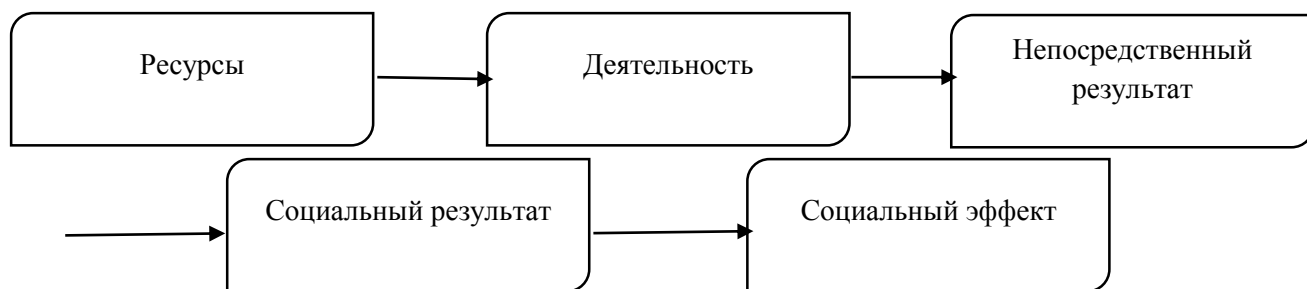 Ресурсы
Деятельность
Непосредственный
результат
Социальный результат
Социальный эффект